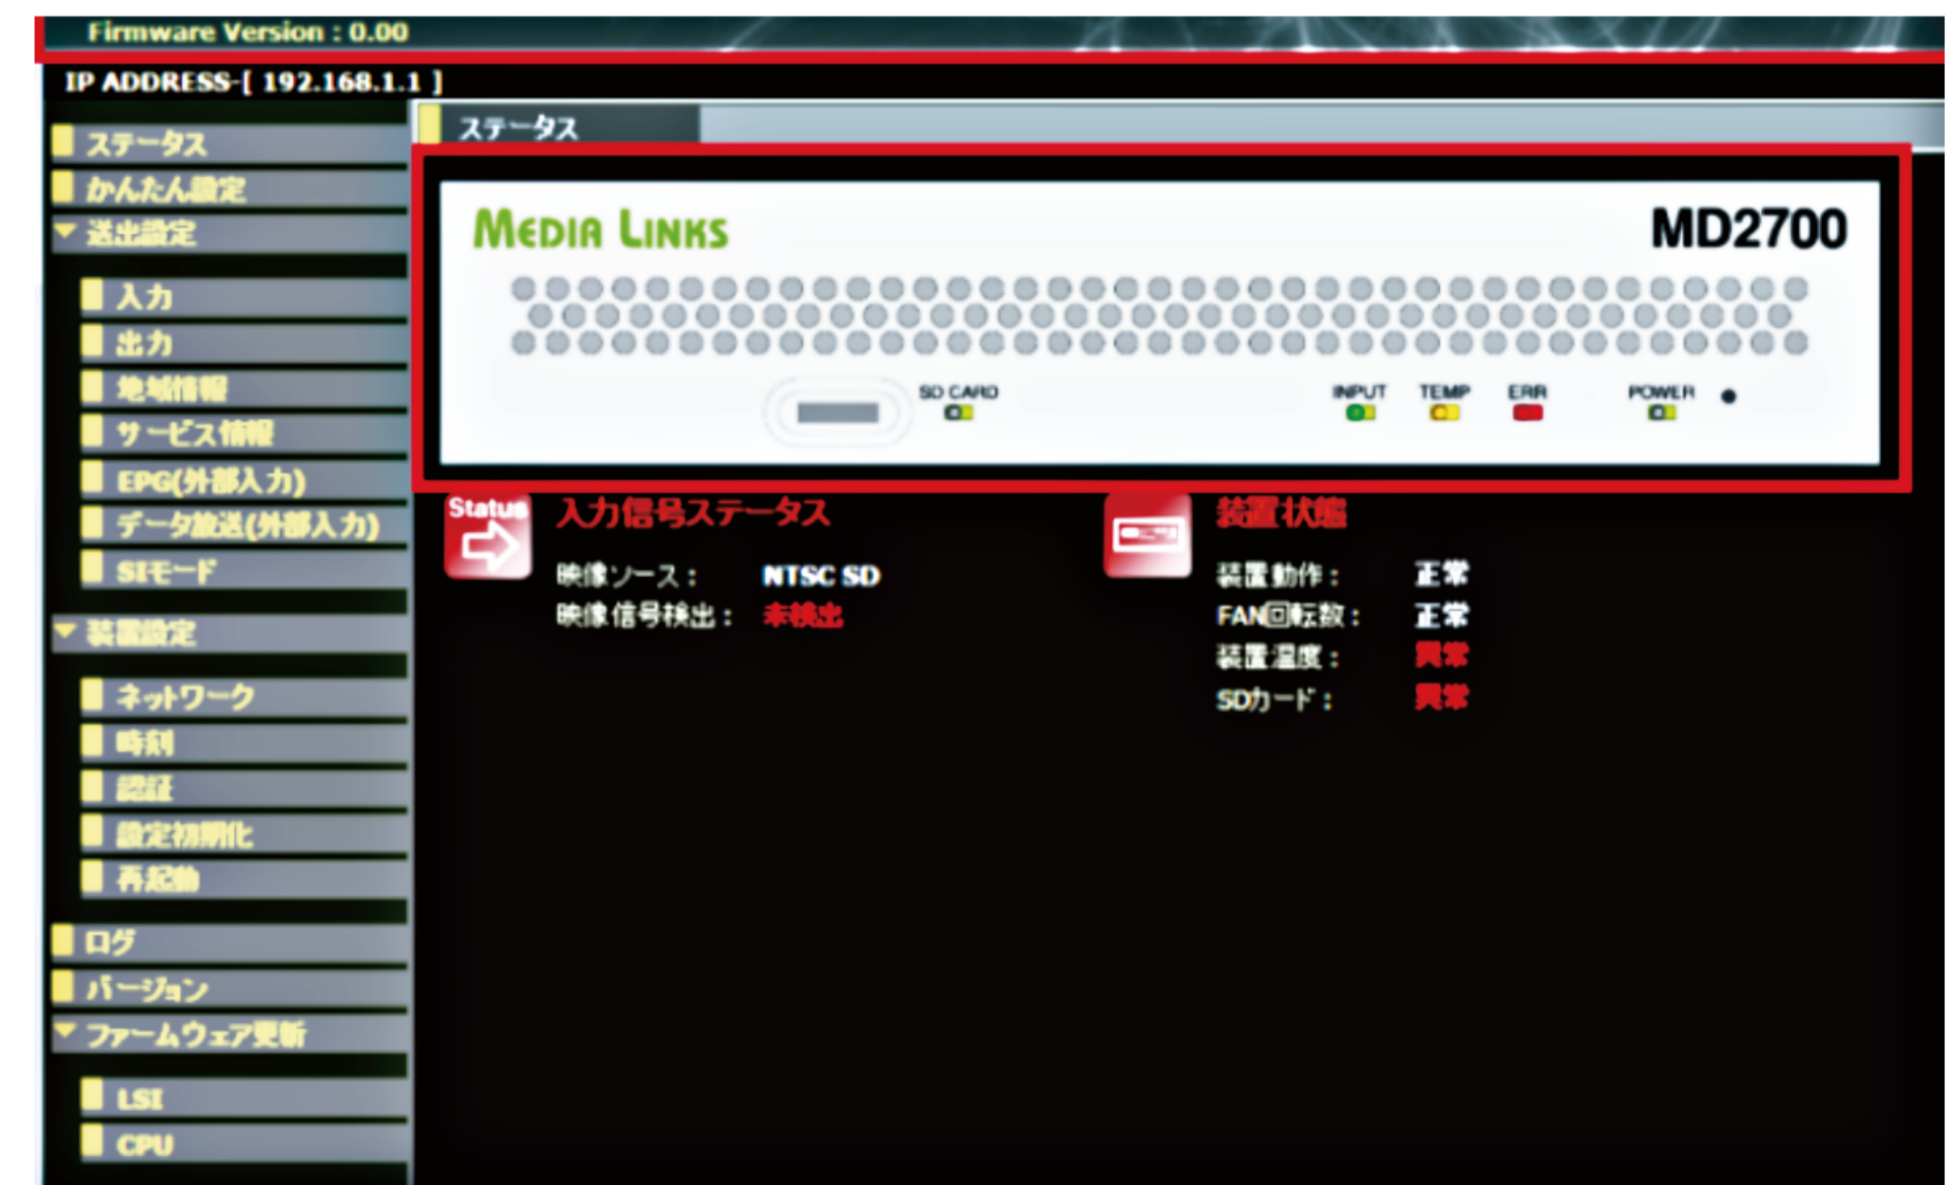 Firmware Version : 0.00
IP ADDRESS-[ 192.168.1.1 ]
ステータス
かんたん設定
送出設定
入力
出力
地域情報
サービス情報
EPG(外部入力)
データ放送(外部入力)
SIモード
装置設定
ネットワーク
時刻
認証
設定初期化
再起動
ログ
バージョン
ファームウェア更新
LSI
CPU
ステータス
MEDIA LINKS
MD2700
SD CARD
INPUT TEMP ERR POWER
Status
入力信号ステータス
映像ソース : NTSC SD
映像信号検出 : 未検出
装置状態
装置動作 : 正常
FAN回転数 : 正常
装置温度 : 異常
SDカード : 異常